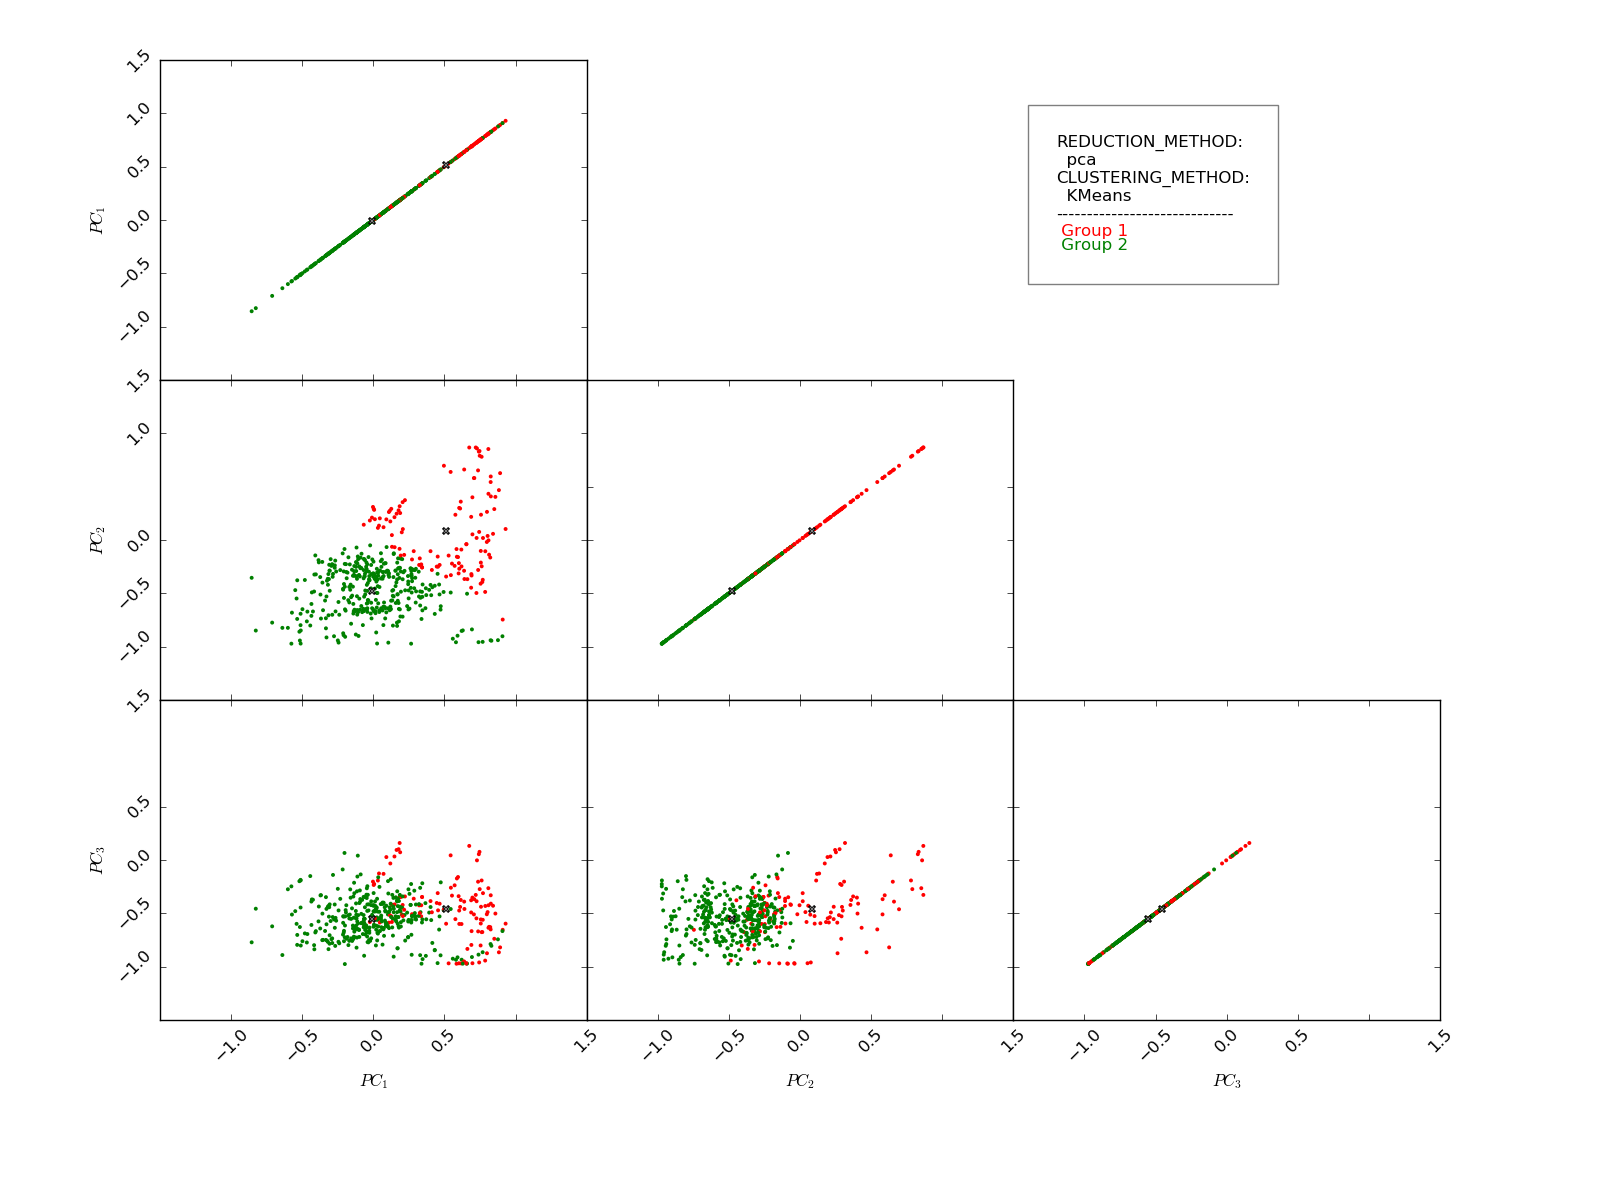 1.5
1.0
0.5
0.0
−0.5
−1.0
PC1
REDUCTION_METHOD:
pca
CLUSTERING_METHOD:
KMeans
-----------------------------
Group 1
Group 2
1.5
1.0
0.0
−0.5
−1.0
PC2
1.5
0.5
0.0
−0.5
−1.0
PC3
−1.0 −0.5 0.0 0.5 1.5
−1.0 −0.5 0.0 0.5 1.5
−1.0 −0.5 0.0 0.5 1.5
PC1 PC2 PC3